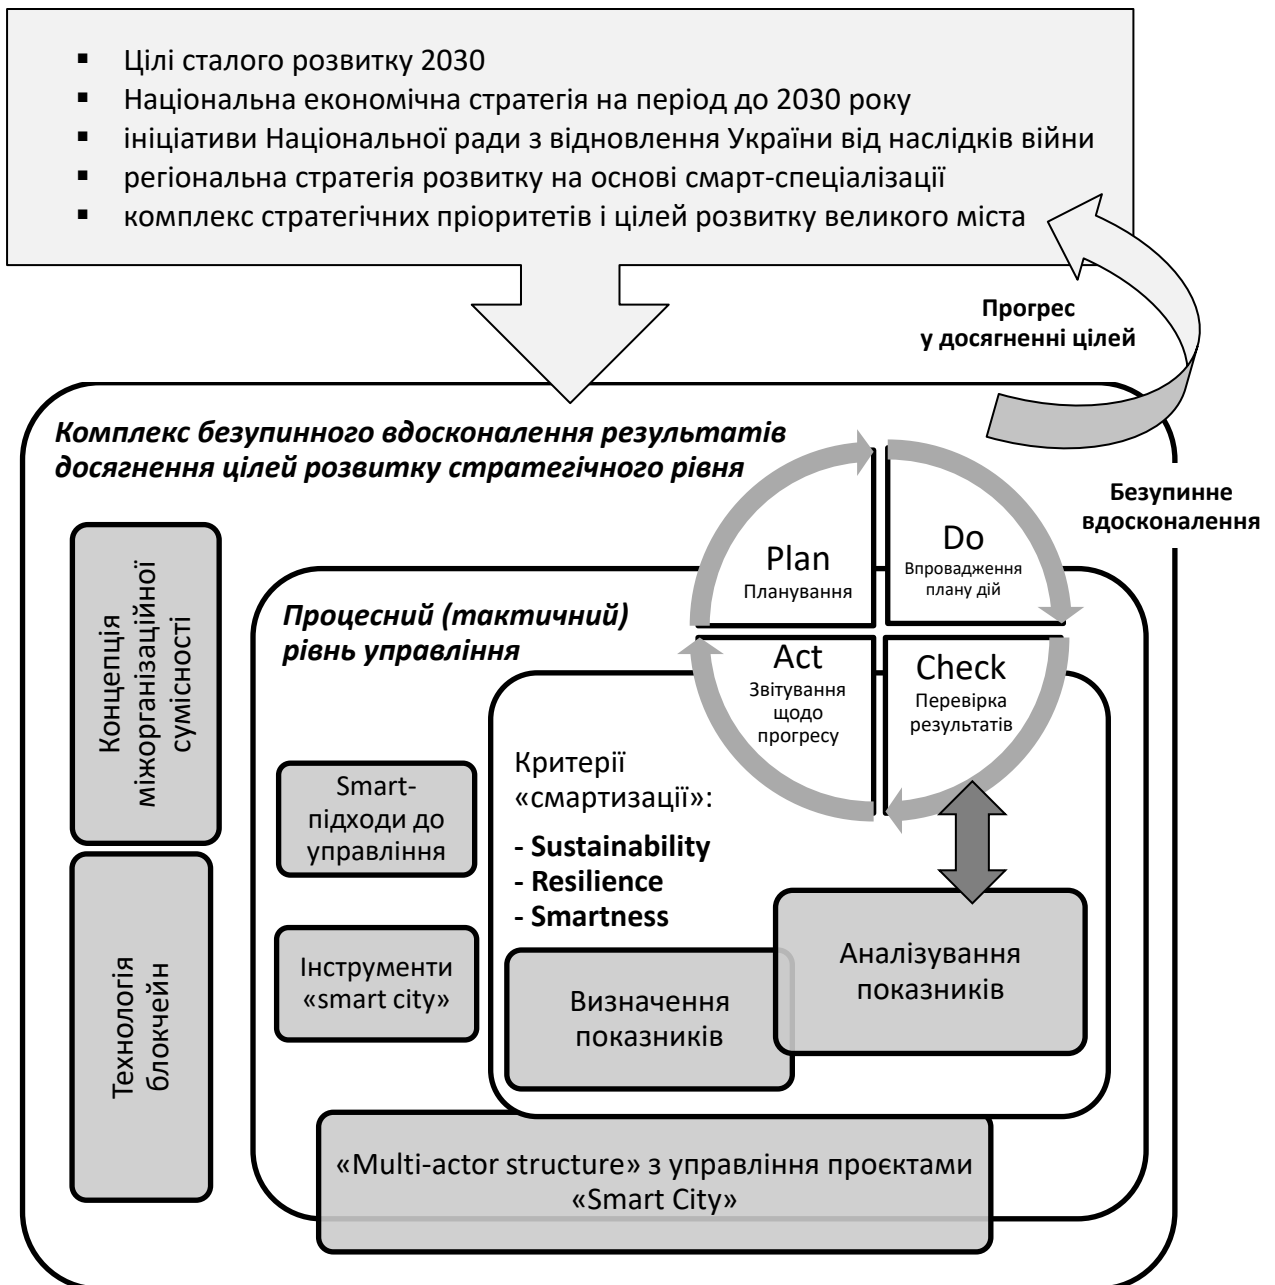 ▪ Цілі сталого розвитку 2030
▪ Національна економічна стратегія на період до 2030 року
▪ ініціативи Національної ради з відновлення України від наслідків війни
▪ регіональна стратегія розвитку на основі смарт-спеціалізації
▪ комплекс стратегічних пріоритетів і цілей розвитку великого міста
Прогрес
у досягненні цілей
Комплекс безупинного вдосконалення результатів
досягнення цілей розвитку стратегічного рівня
Безупинне
вдосконалення
Plan
Планування
Do
Впровадження
плану дій
Act
Звітування
щодо
прогресу
Check
Перевірка
результатів
Концепція
міжорганізаційної
сумісності
Технологія
блокчейн
Процесний (тактичний)
рівнь управління
Smart-
підходи до
управління
Інструменти
«smart city»
Критерії
«смартизації»:
- Sustainability
- Resilience
- Smartness
Визначення
показників
Аналізування
показників
«Multi-actor structure» з управління проєктами
«Smart City»